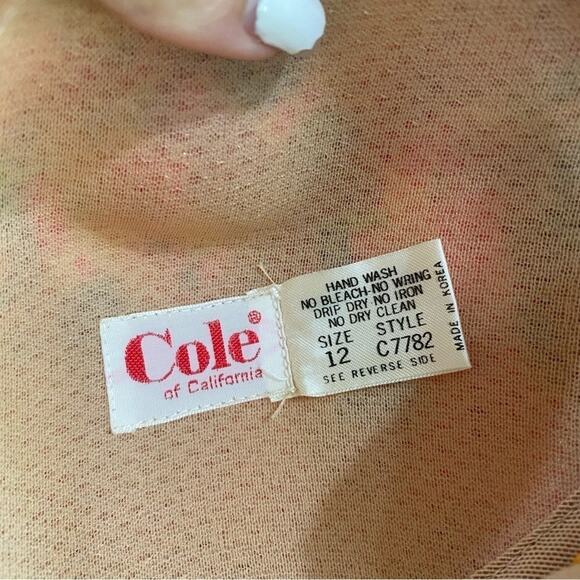 Cole®
of California
HAND WASH
NO BLEACH-NO WRING
DRIP DRY NO IRON
NO DRY CLEAN
SIZE STYLE
12 C7782
SEE REVERSE SIDE
MADE IN KOREA